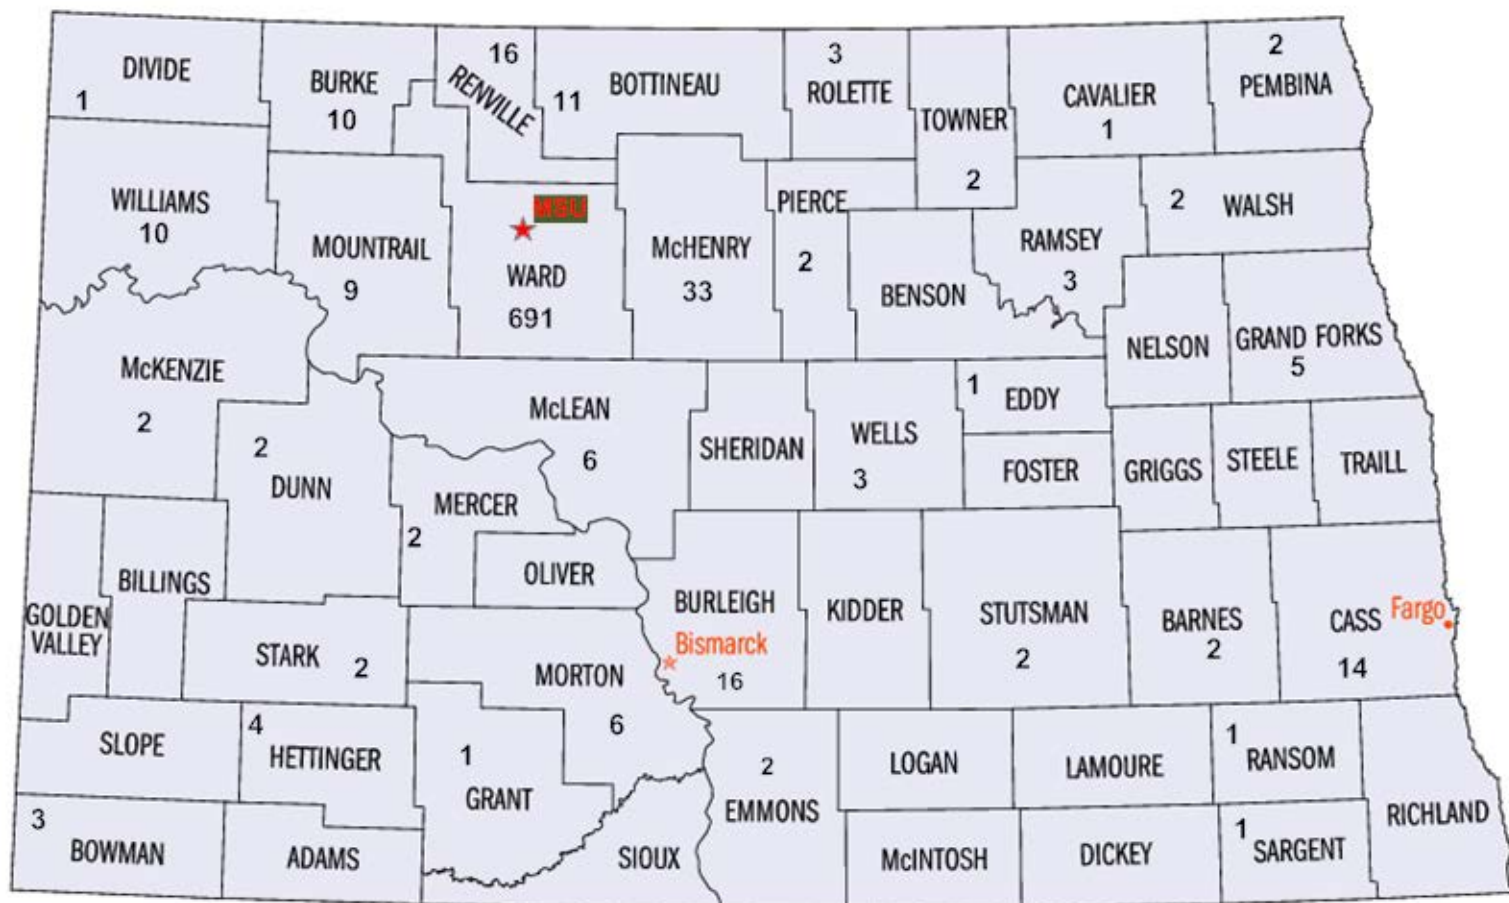 DIVIDE
1
BURKE
10
16
RENVILLE
11
BOTTINEAU
3
ROLETTE
TOWNER
2
CAVALIER
1
2
PEMBINA
WILLIAMS
10
MOUNTRAIL
9
MSU
WARD
691
McHENRY
33
PIERCE
2
BENSON
RAMSEY
3
2
WALSH
NELSON
GRAND FORKS
5
McKENZIE
2
2
DUNN
McLEAN
6
MERCER
2
OLIVER
SHERIDAN
WELLS
3
1
EDDY
FOSTER
GRIGGS
STEELE
TRAILL
GOLDEN
VALLEY
BILLINGS
STARK
2
MORTON
6
BURLEIGH
Bismarck
16
KIDDER
STUTSMAN
2
BARNES
2
CASS
14
Fargo
SLOPE
4
HETTINGER
1
GRANT
2
EMMONS
LOGAN
LAMOURE
1
RANSOM
RICHLAND
3
BOWMAN
ADAMS
SIOUX
McINTOSH
DICKEY
1
SARGENT